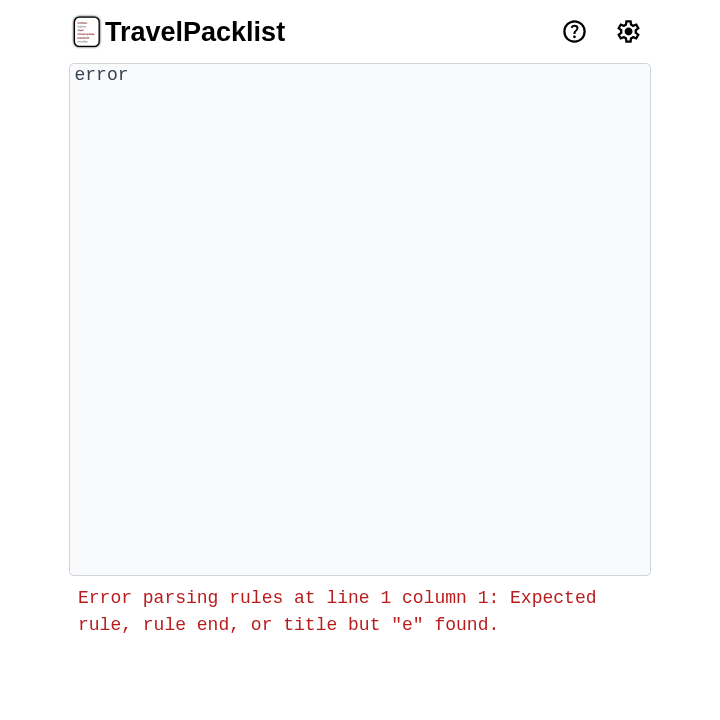 TravelPacklist
error
Error parsing rules at line 1 column 1: Expected
rule, rule end, or title but "e" found.